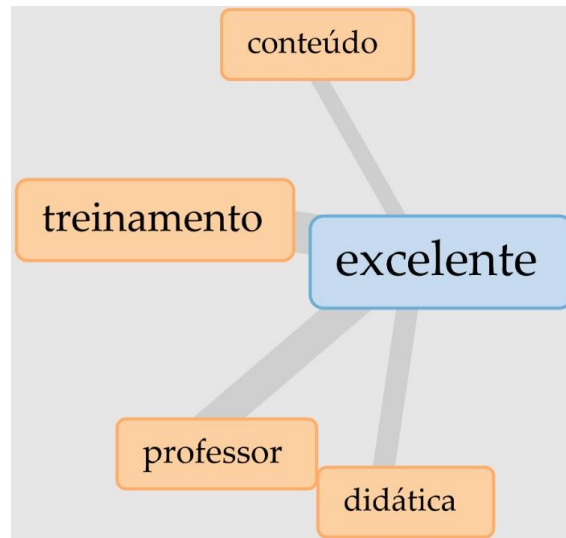 conteúdo
treinamento
excelente
professor
didática